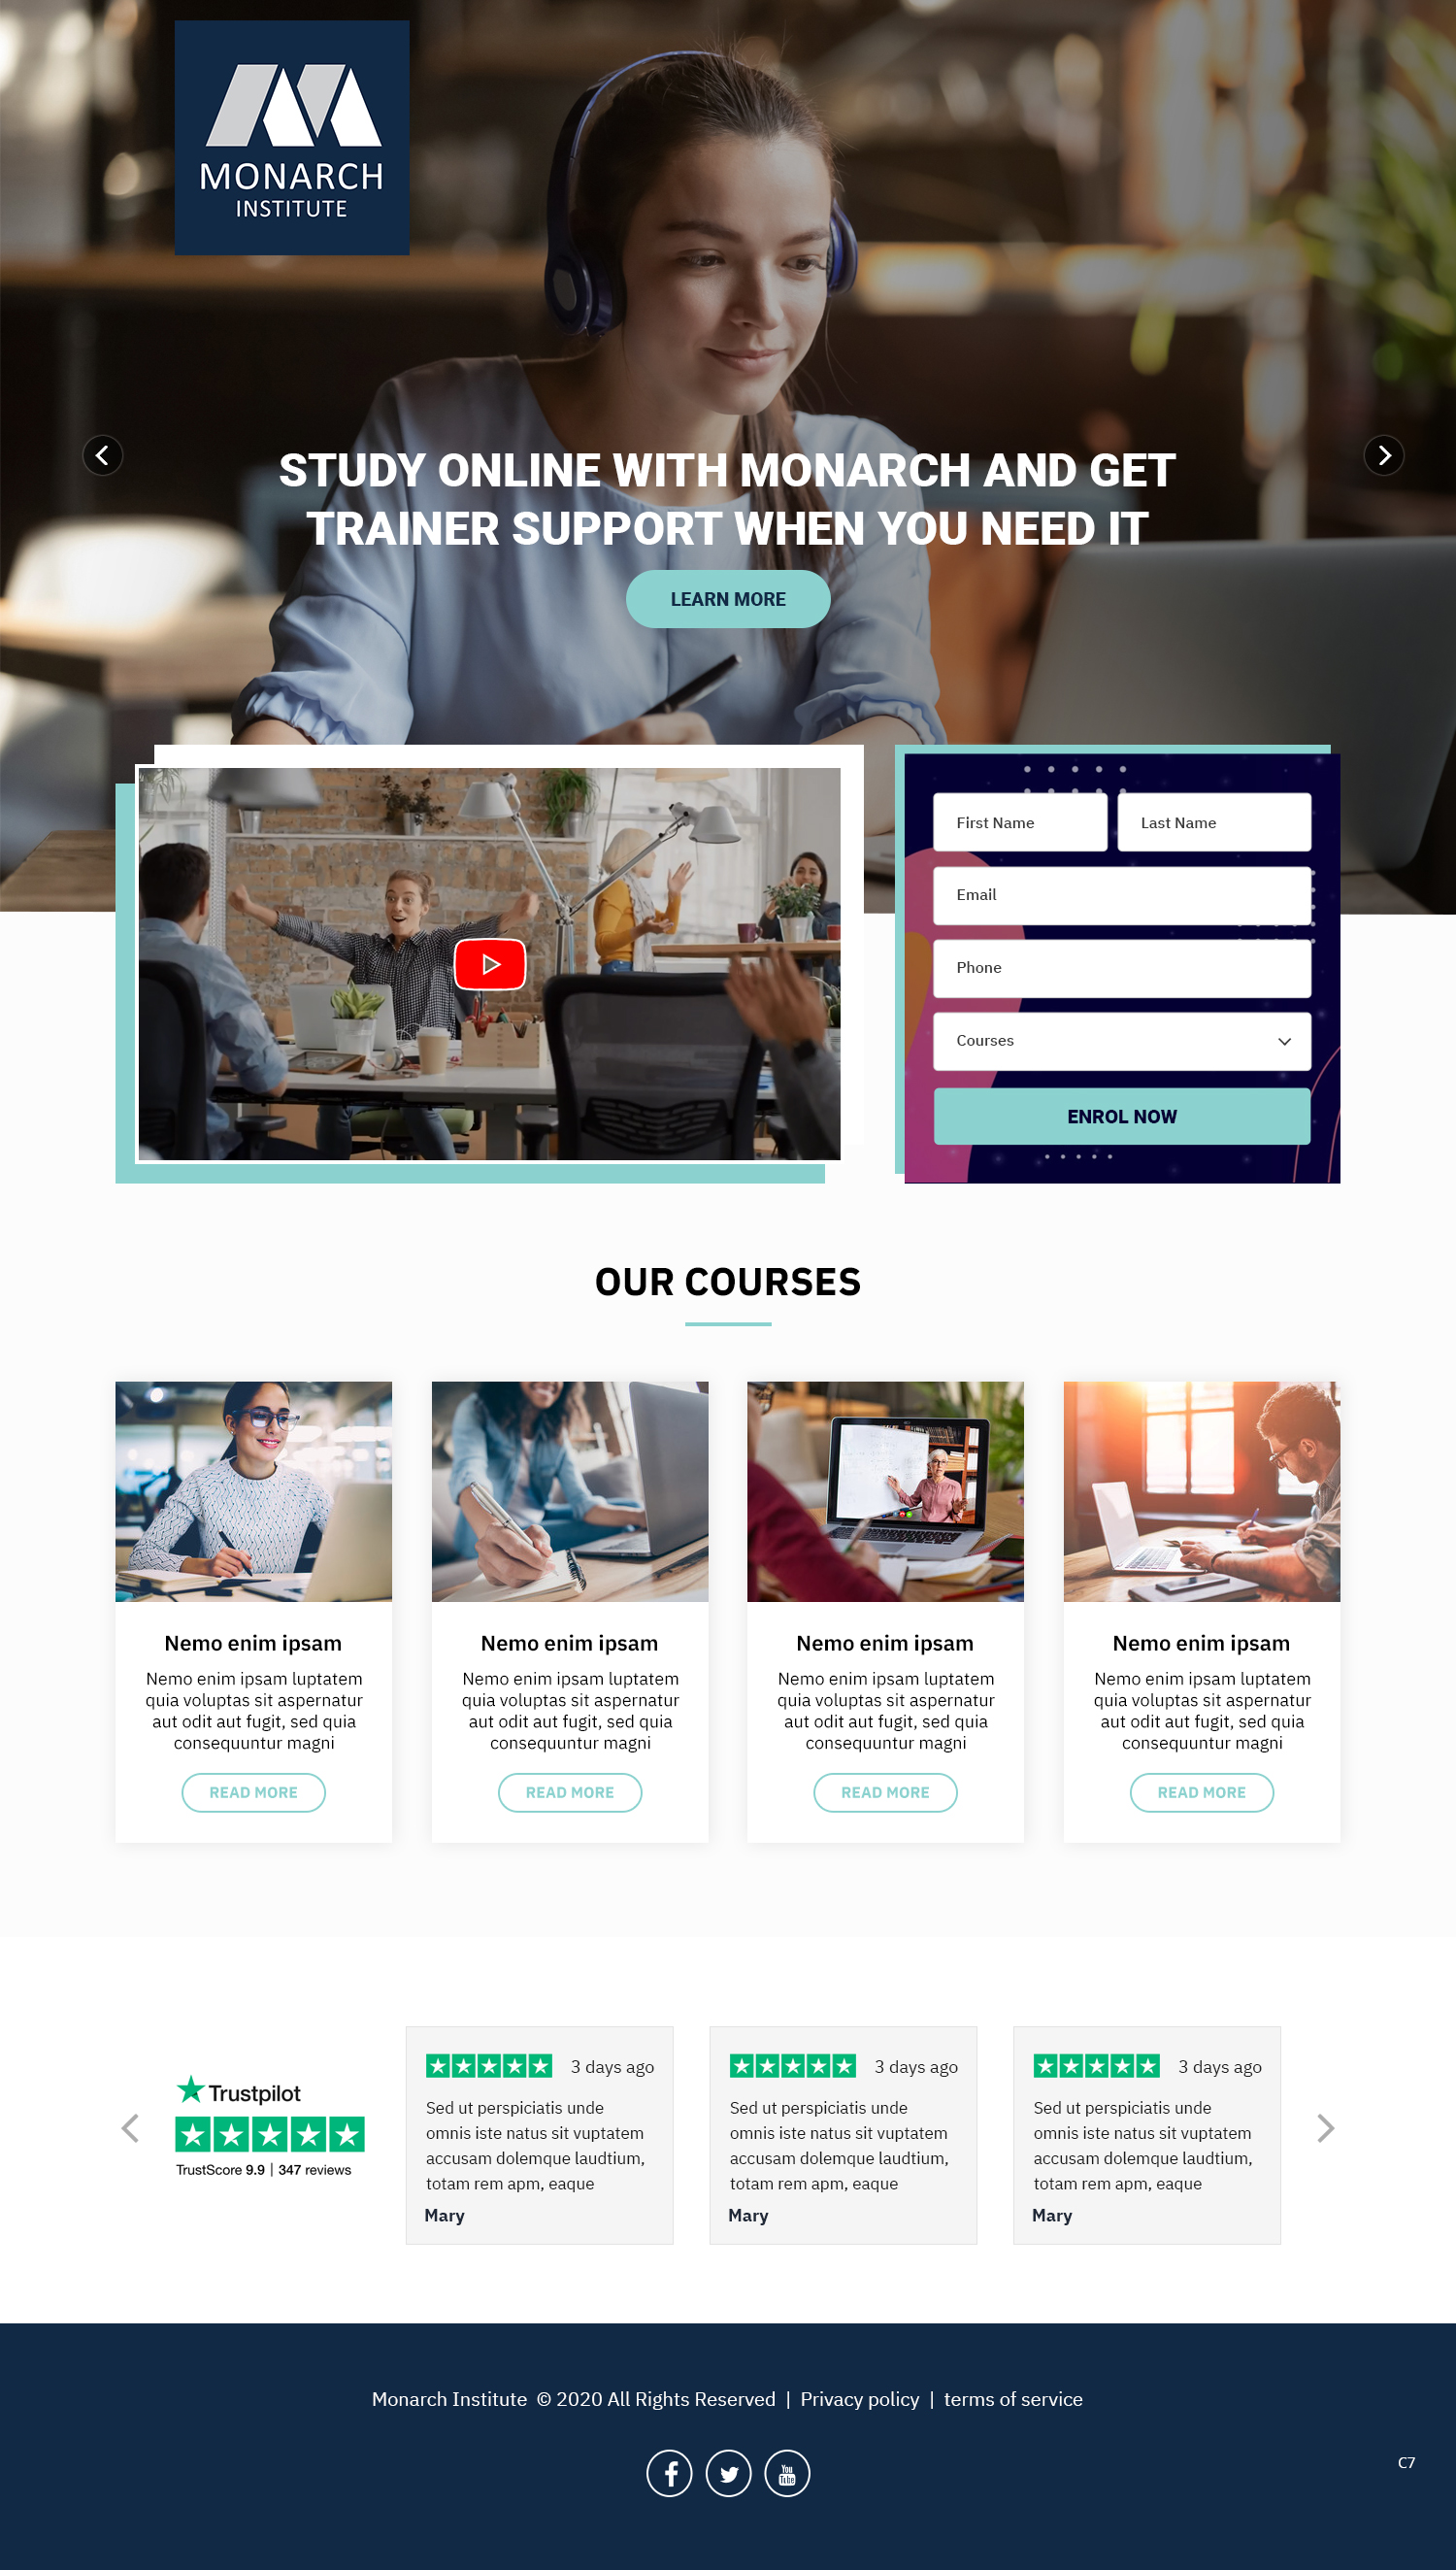 MONARCH
INSTITUTE
STUDY ONLINE WITH MONARCH AND GET
TRAINER SUPPORT WHEN YOU NEED IT
LEARN MORE
First Name
Last Name
Email
Phone
Courses
ENROL NOW
OUR COURSES
Nemo enim ipsam
Nemo enim ipsam luptatem
quia voluptas sit aspernatur
aut odit aut fugit, sed quia
consequuntur magni
READ MORE
Nemo enim ipsam
Nemo enim ipsam luptatem
quia voluptas sit aspernatur
aut odit aut fugit, sed quia
consequuntur magni
READ MORE
Nemo enim ipsam
Nemo enim ipsam luptatem
quia voluptas sit aspernatur
aut odit aut fugit, sed quia
consequuntur magni
READ MORE
Nemo enim ipsam
Nemo enim ipsam luptatem
quia voluptas sit aspernatur
aut odit aut fugit, sed quia
consequuntur magni
READ MORE
Trustpilot
TrustScore 9.9 | 347 reviews
3 days ago
Sed ut perspiciatis unde
omnis iste natus sit vuptatem
accusam dolemque laudtium,
totam rem apm, eaque
Mary
3 days ago
Sed ut perspiciatis unde
omnis iste natus sit vuptatem
accusam dolemque laudtium,
totam rem apm, eaque
Mary
3 days ago
Sed ut perspiciatis unde
omnis iste natus sit vuptatem
accusam dolemque laudtium,
totam rem apm, eaque
Mary
Monarch Institute © 2020 All Rights Reserved | Privacy policy | terms of service
You
Tube
C7